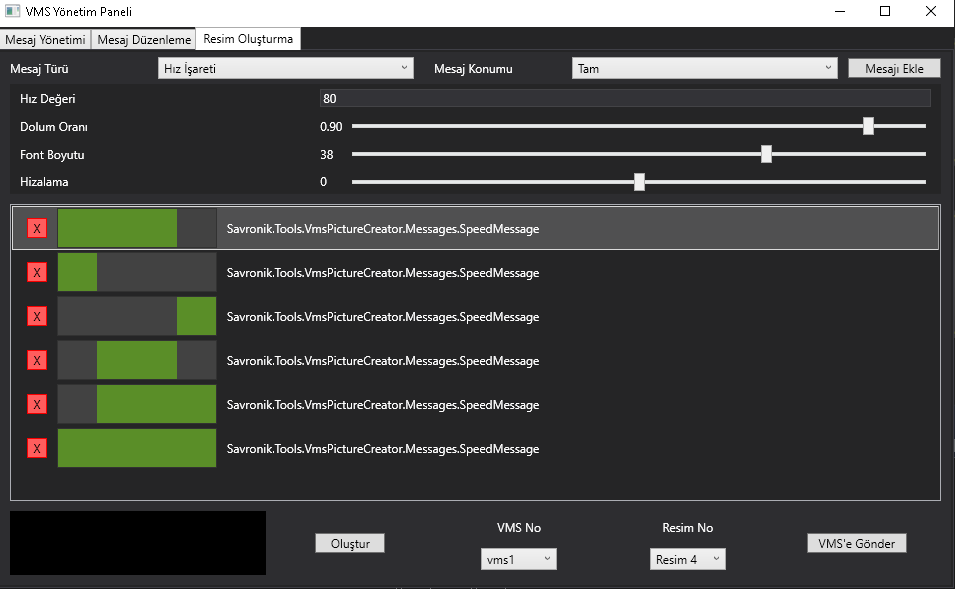 VMS Yönetim Paneli
Mesaj Yönetimi Mesaj Düzenleme Resim Oluşturma
Mesaj Türü Hız İşareti Mesaj Konumu Tam Mesajı Ekle
Hız Değeri 80
Dolum Oranı 0.90
Font Boyutu 38
Hizalama 0
X Savronik.Tools.VmsPictureCreator.Messages.SpeedMessage
X Savronik.Tools.VmsPictureCreator.Messages.SpeedMessage
X Savronik.Tools.VmsPictureCreator.Messages.SpeedMessage
X Savronik.Tools.VmsPictureCreator.Messages.SpeedMessage
X Savronik.Tools.VmsPictureCreator.Messages.SpeedMessage
X Savronik.Tools.VmsPictureCreator.Messages.SpeedMessage
VMS No Resim No
Oluştur VMS'e Gönder
vms1 Resim 4